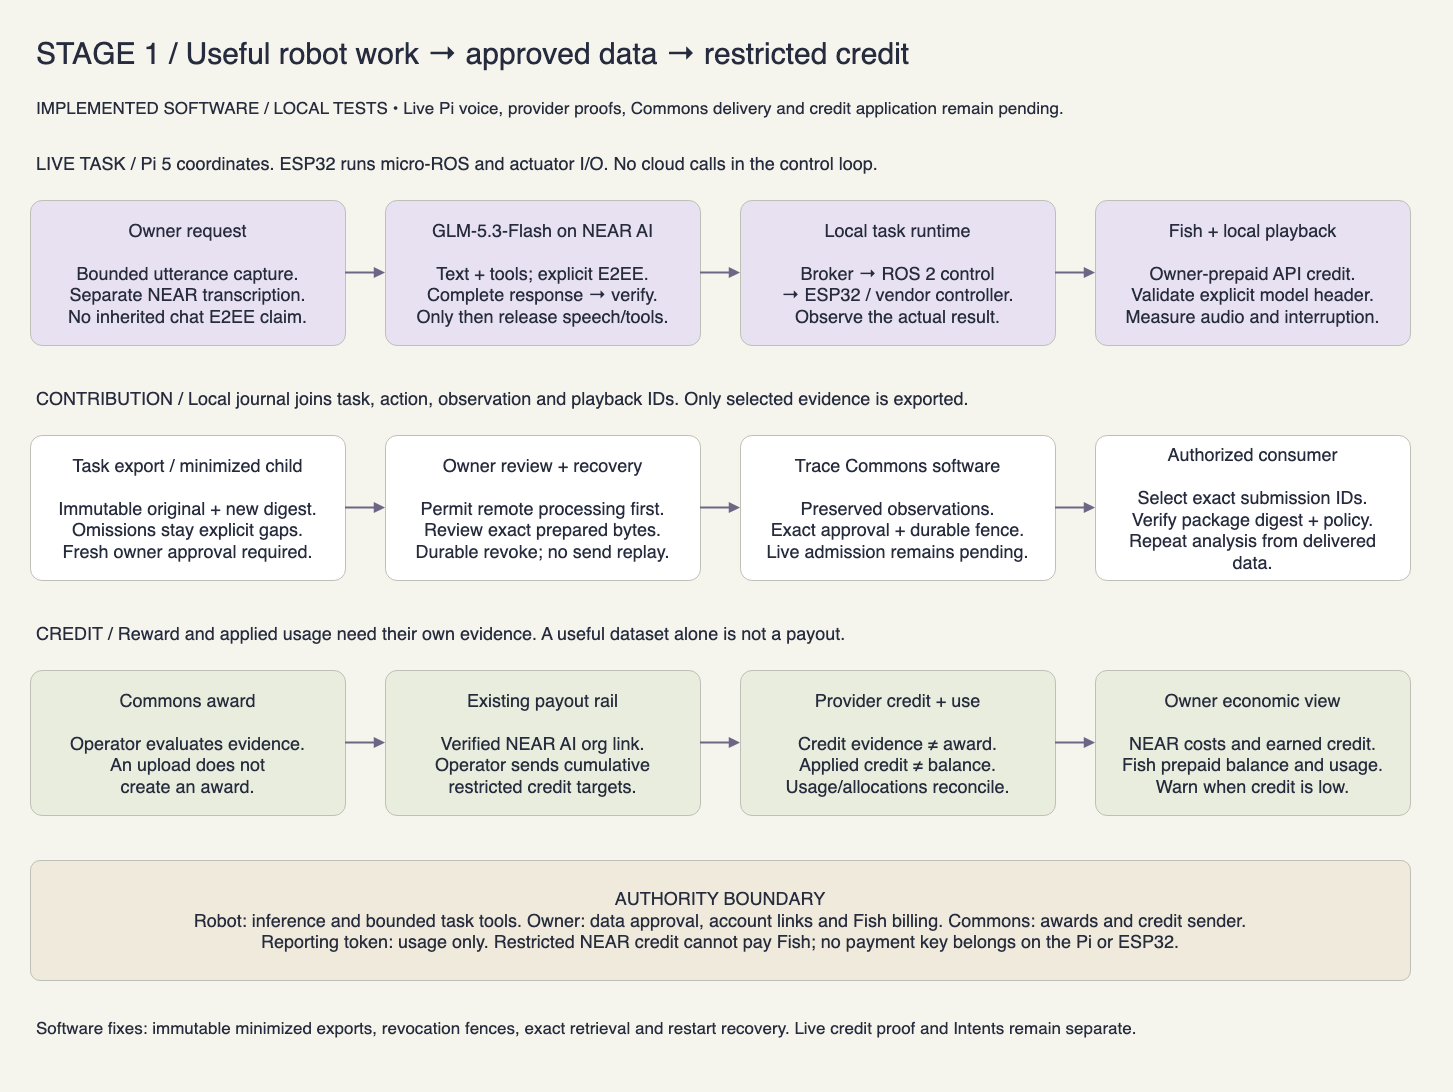 STAGE 1 / Useful robot work → approved data → restricted credit
IMPLEMENTED SOFTWARE / LOCAL TESTS • Live Pi voice, provider proofs, Commons delivery and credit application remain pending.
LIVE TASK / Pi 5 coordinates. ESP32 runs micro-ROS and actuator I/O. No cloud calls in the control loop.
Owner request
Bounded utterance capture.
Separate NEAR transcription.
No inherited chat E2EE claim.
GLM-5.3-Flash on NEAR AI
Text + tools; explicit E2EE.
Complete response → verify.
Only then release speech/tools.
Local task runtime
Broker → ROS 2 control
→ ESP32 / vendor controller.
Observe the actual result.
Fish + local playback
Owner-prepaid API credit.
Validate explicit model header.
Measure audio and interruption.
CONTRIBUTION / Local journal joins task, action, observation and playback IDs. Only selected evidence is exported.
Task export / minimized child
Immutable original + new digest.
Omissions stay explicit gaps.
Fresh owner approval required.
Owner review + recovery
Permit remote processing first.
Review exact prepared bytes.
Durable revoke; no send replay.
Trace Commons software
Preserved observations.
Exact approval + durable fence.
Live admission remains pending.
Authorized consumer
Select exact submission IDs.
Verify package digest + policy.
Repeat analysis from delivered
data.
CREDIT / Reward and applied usage need their own evidence. A useful dataset alone is not a payout.
Commons award
Operator evaluates evidence.
An upload does not
create an award.
Existing payout rail
Verified NEAR AI org link.
Operator sends cumulative
restricted credit targets.
Provider credit + use
Credit evidence ≠ award.
Applied credit ≠ balance.
Usage/allocations reconcile.
Owner economic view
NEAR costs and earned credit.
Fish prepaid balance and usage.
Warn when credit is low.
AUTHORITY BOUNDARY
Robot: inference and bounded task tools. Owner: data approval, account links and Fish billing. Commons: awards and credit sender.
Reporting token: usage only. Restricted NEAR credit cannot pay Fish; no payment key belongs on the Pi or ESP32.
Software fixes: immutable minimized exports, revocation fences, exact retrieval and restart recovery. Live credit proof and Intents remain separate.